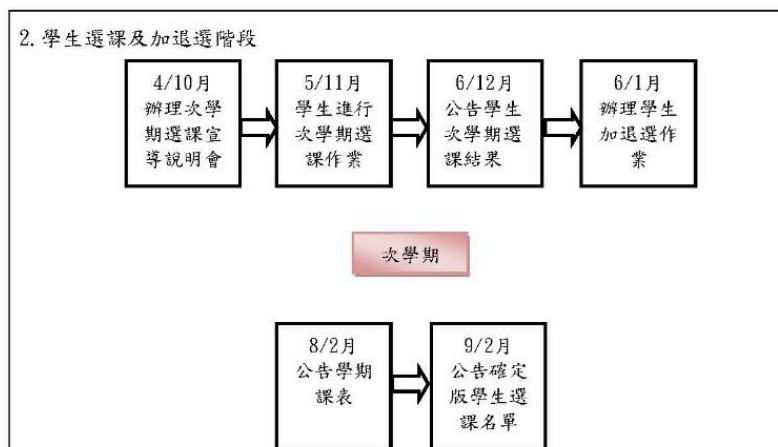 2. 學生選課及加退選階段
4/10月
辦理次學
期選課宣
導說明會
5/11月
學生進行
次學期選
課作業
6/12月
公告學生
次學期選
課結果
6/1月
辦理學生
加退選作
業
次學期
8/2月
公告學期
課表
9/2月
公告確定
版學生選
課名單